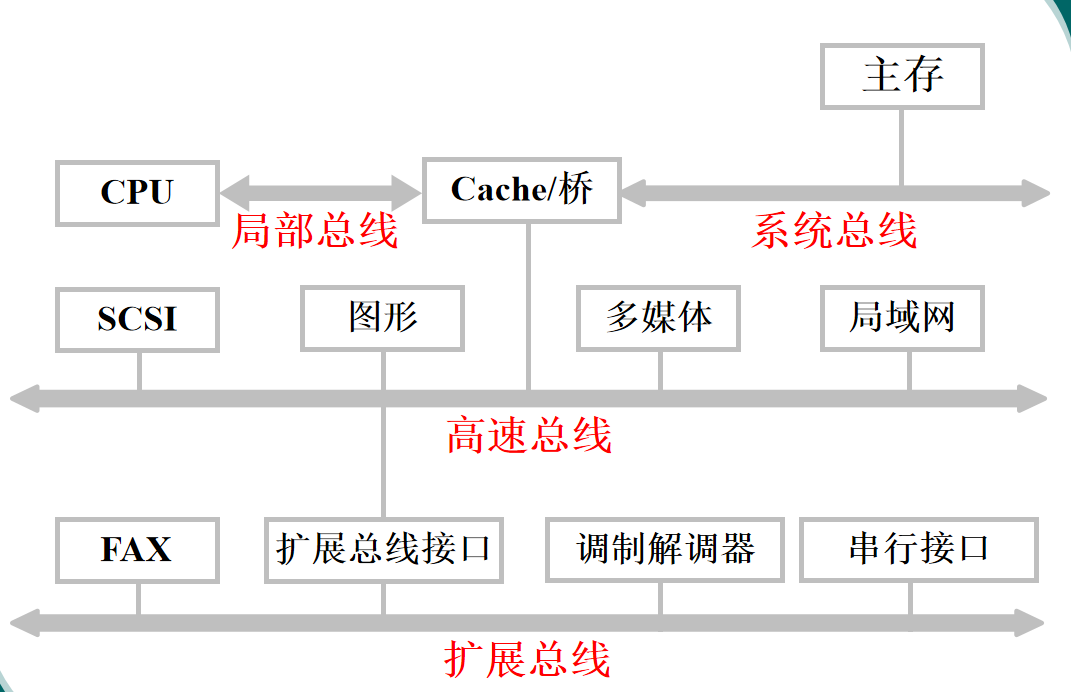 主存
CPU
Cache/桥
局部总线
系统总线
SCSI
图形
多媒体
局域网
高速总线
FAX
扩展总线接口
调制解调器
串行接口
扩展总线